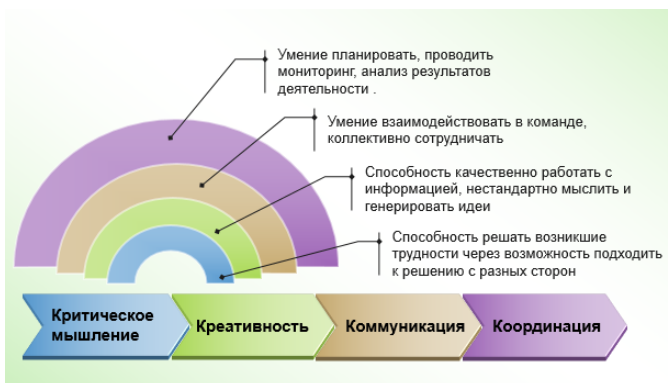 Умение планировать, проводить
мониторинг, анализ результатов
деятельности .
Умение взаимодействовать в команде,
коллективно сотрудничать
Способность качественно работать с
информацией, нестандартно мыслить и
генерировать идеи
Способность решать возникшие
трудности через возможность подходить
к решению с разных сторон
Критическое
мышление
Креативность
Коммуникация
Координация